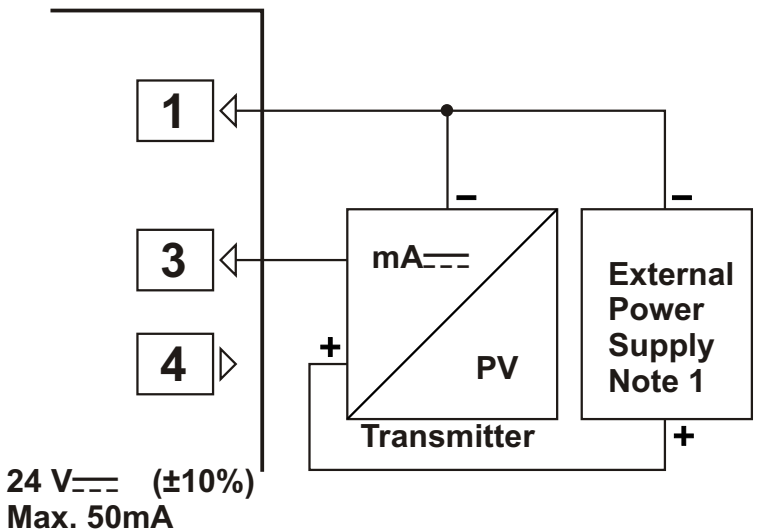 1
−
−
3
mA
External
Power
Supply
Note 1
+
4
PV
Transmitter
+
24 V (±10%)
Max. 50mA